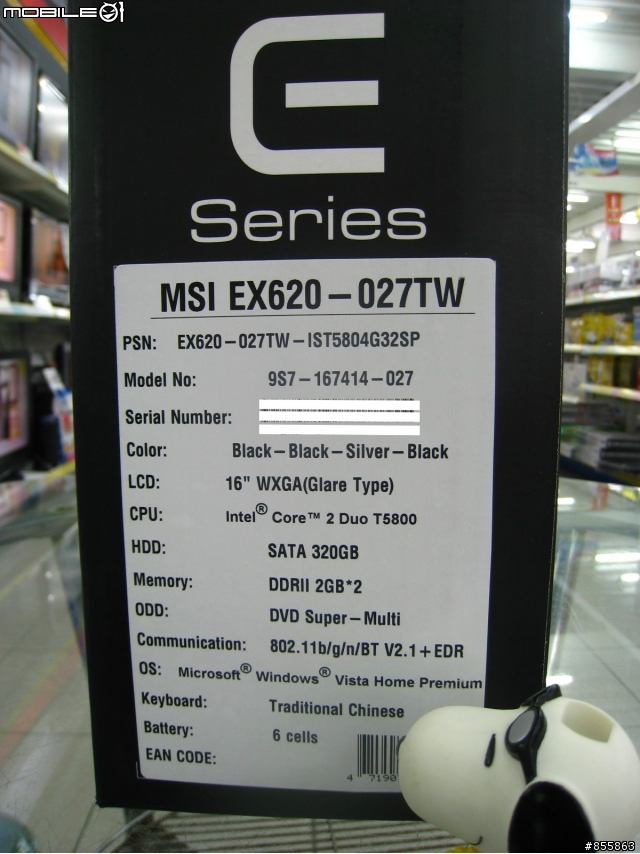 MOBILE01
E
Series
MSI EX620-027TW
PSN: EX620-027TW-IST5804G32SP
Model No: 9S7-167414-027
Serial Number:
Color: Black-Black-Silver-Black
LCD: 16" WXGA(Glare Type)
CPU: Intel® Core™ 2 Duo T5800
HDD: SATA 320GB
Memory: DDRII 2GB*2
ODD: DVD Super-Multi
Communication: 802.11b/g/n/BT V2.1+EDR
OS: Microsoft® Windows® Vista Home Premium
Keyboard: Traditional Chinese
Battery: 6 cells
EAN CODE:
4 7190
#855863